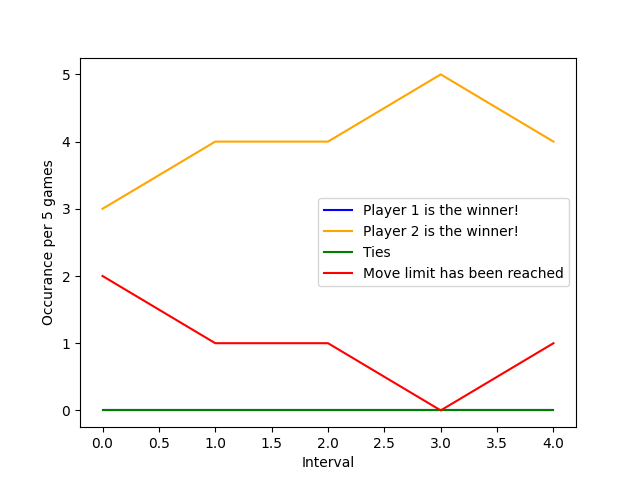 5
4
3
2
1
0
Occurance per 5 games
Player 1 is the winner!
Player 2 is the winner!
Ties
Move limit has been reached
0.0 0.5 1.0 1.5 2.0 2.5 3.0 3.5 4.0
Interval